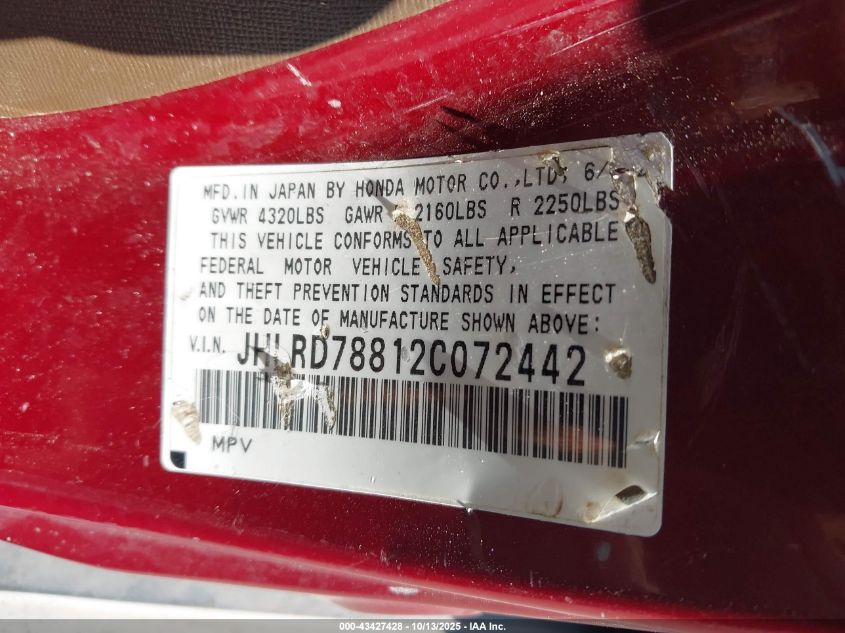 MFD. IN JAPAN BY HONDA MOTOR CO., LTD. 6/
GVWR 4320LBS GAWR 2160LBS R 2250LBS
THIS VEHICLE CONFORMS TO ALL APPLICABLE
FEDERAL MOTOR VEHICLE SAFETY,
AND THEFT PREVENTION STANDARDS IN EFFECT
ON THE DATE OF MANUFACTURE SHOWN ABOVE:
V.I.N. JHLRD78812C072442
MPV
000-43427428 - 10/13/2025 - IAA Inc.